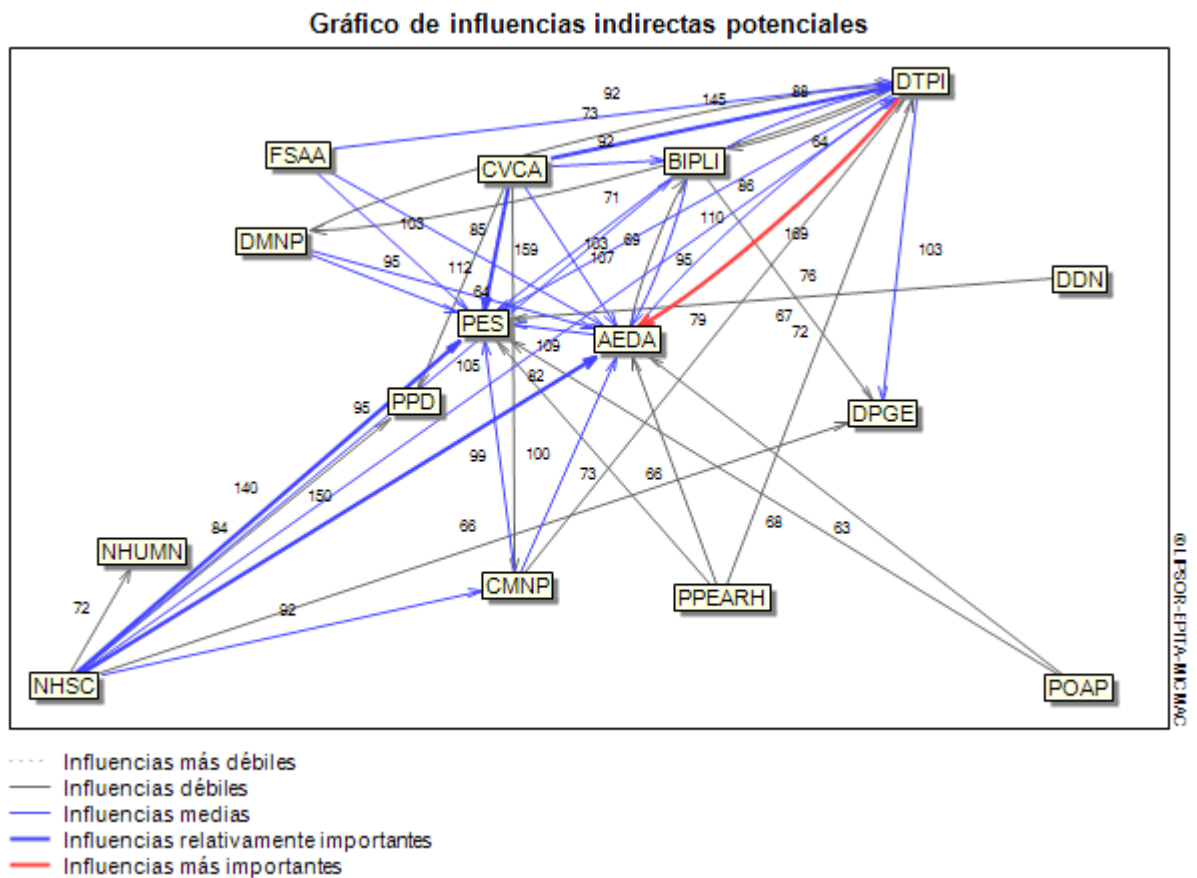 Gráfico de influencias indirectas potenciales
DTPI
92
145
88
73
FSAA
CVCA
92
BIPLI
64
86
71
DMNP
103
85
159
103
69
107
110
169
103
95
112
95
76
DDN
64
PES
AEDA
79
67
72
109
105
82
95
PPD
DPGE
99
100
73
66
140
150
84
66
68
63
NHUMN
CMNP
PPEARH
72
92
NHSC
POAP
©LIPSOR-EPITA-MICMAC
Influencias más débiles
Influencias débiles
Influencias medias
Influencias relativamente importantes
Influencias más importantes